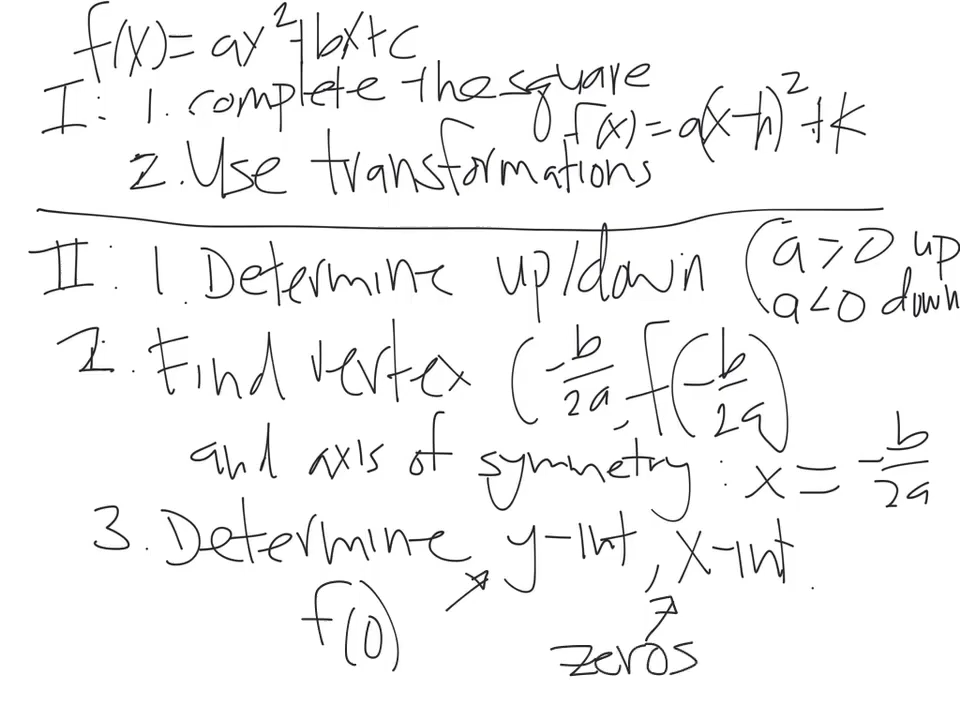 f(x) = ax² + bx + c
I: 1. complete the square
f(x) = a(x-h)² + k
2. Use transformations
II: 1. Determine up/down (a > 0 up
a < 0 down
2. Find vertex (-b/2a, f(-b/2a)
and axis of symmetry: x = -b/2a
3. Determine y-int, x-int.
f(0)
zeros